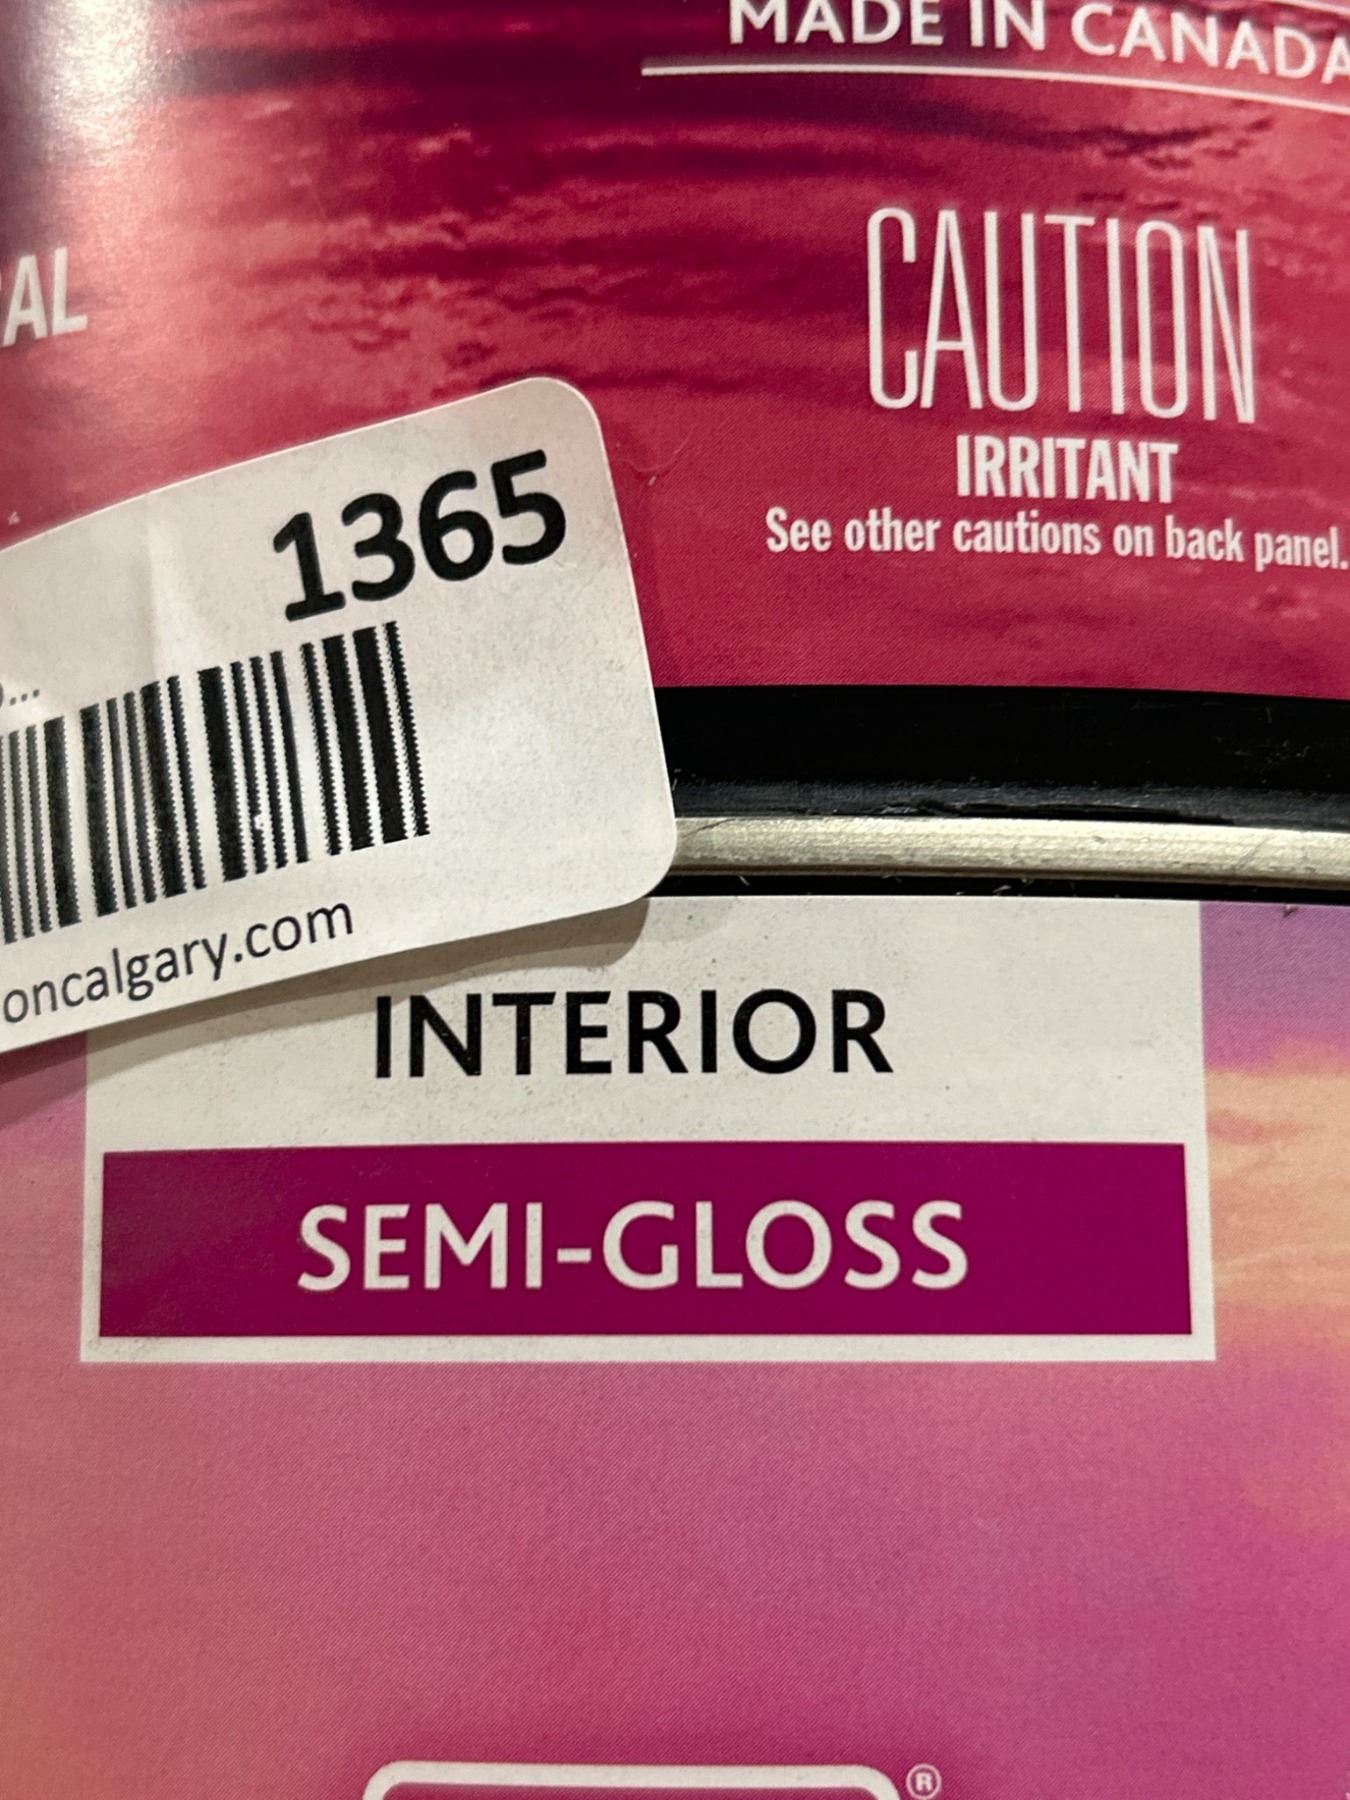 MADE IN CANADA
CAUTION
IRRITANT
See other cautions on back panel.
AL
1365
...
oncalgary.com
INTERIOR
SEMI-GLOSS
®